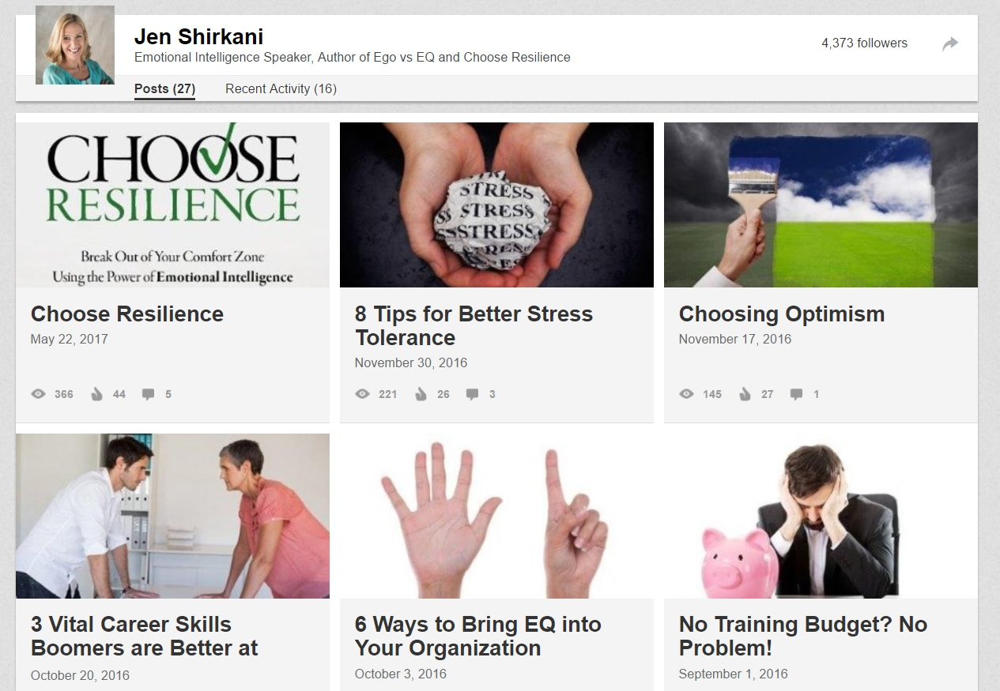 Jen Shirkani
Emotional Intelligence Speaker, Author of Ego vs EQ and Choose Resilience
4,373 followers
Posts (27) Recent Activity (16)
CHOOSE
RESILIENCE
Break Out of Your Comfort Zone
Using the Power of Emotional Intelligence
Choose Resilience
May 22, 2017
366 44 5
STRESS
STRESS
STRESS
8 Tips for Better Stress
Tolerance
November 30, 2016
221 26 3
Choosing Optimism
November 17, 2016
145 27 1
3 Vital Career Skills
Boomers are Better at
October 20, 2016
6 Ways to Bring EQ into
Your Organization
October 3, 2016
No Training Budget? No
Problem!
September 1, 2016